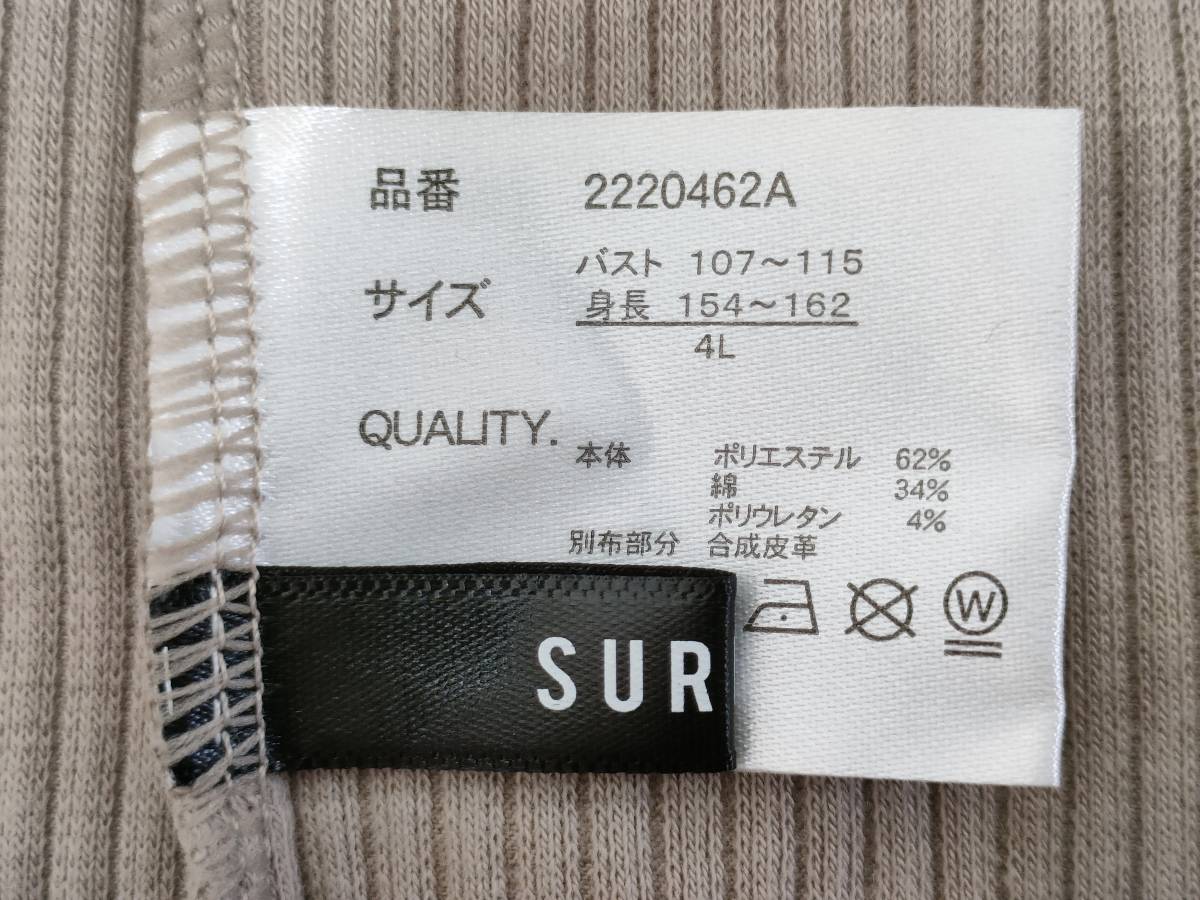 品番 2220462A
サイズ バスト 107～115
身長 154～162
4L
QUALITY. 本体 ポリエステル 62%
綿 34%
ポリウレタン 4%
別布部分 合成皮革
W
SUR